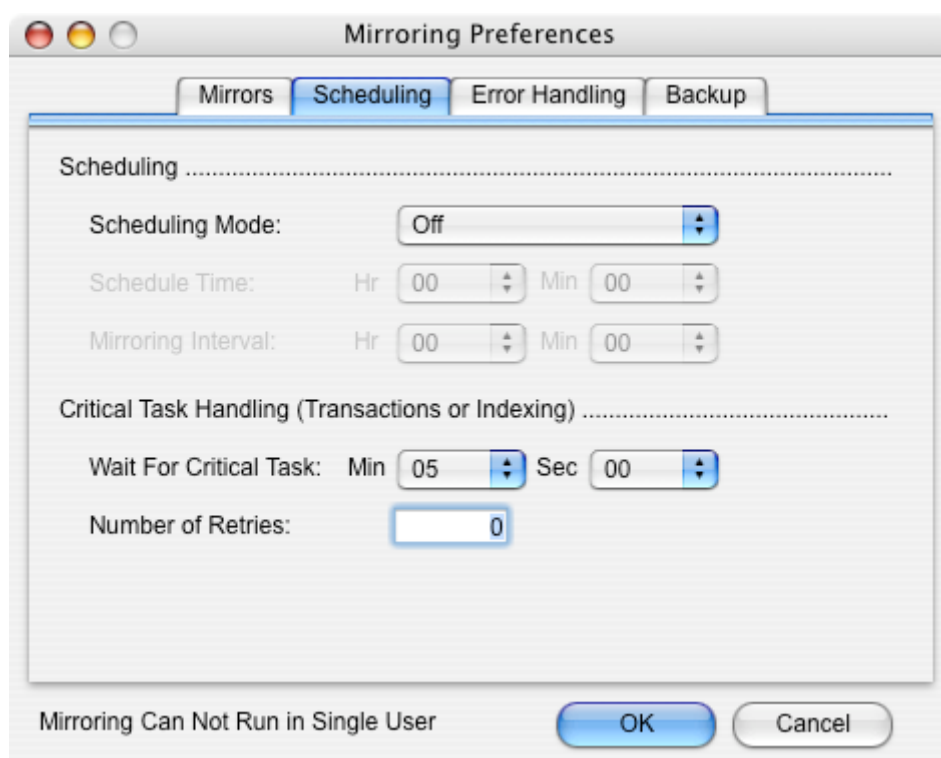 Mirroring Preferences
Mirrors Scheduling Error Handling Backup
Scheduling ........................................................................................................
Scheduling Mode: Off
Schedule Time: Hr 00 Min 00
Mirroring Interval: Hr 00 Min 00
Critical Task Handling (Transactions or Indexing) ..............................................
Wait For Critical Task: Min 05 Sec 00
Number of Retries: 0
Mirroring Can Not Run in Single User OK Cancel